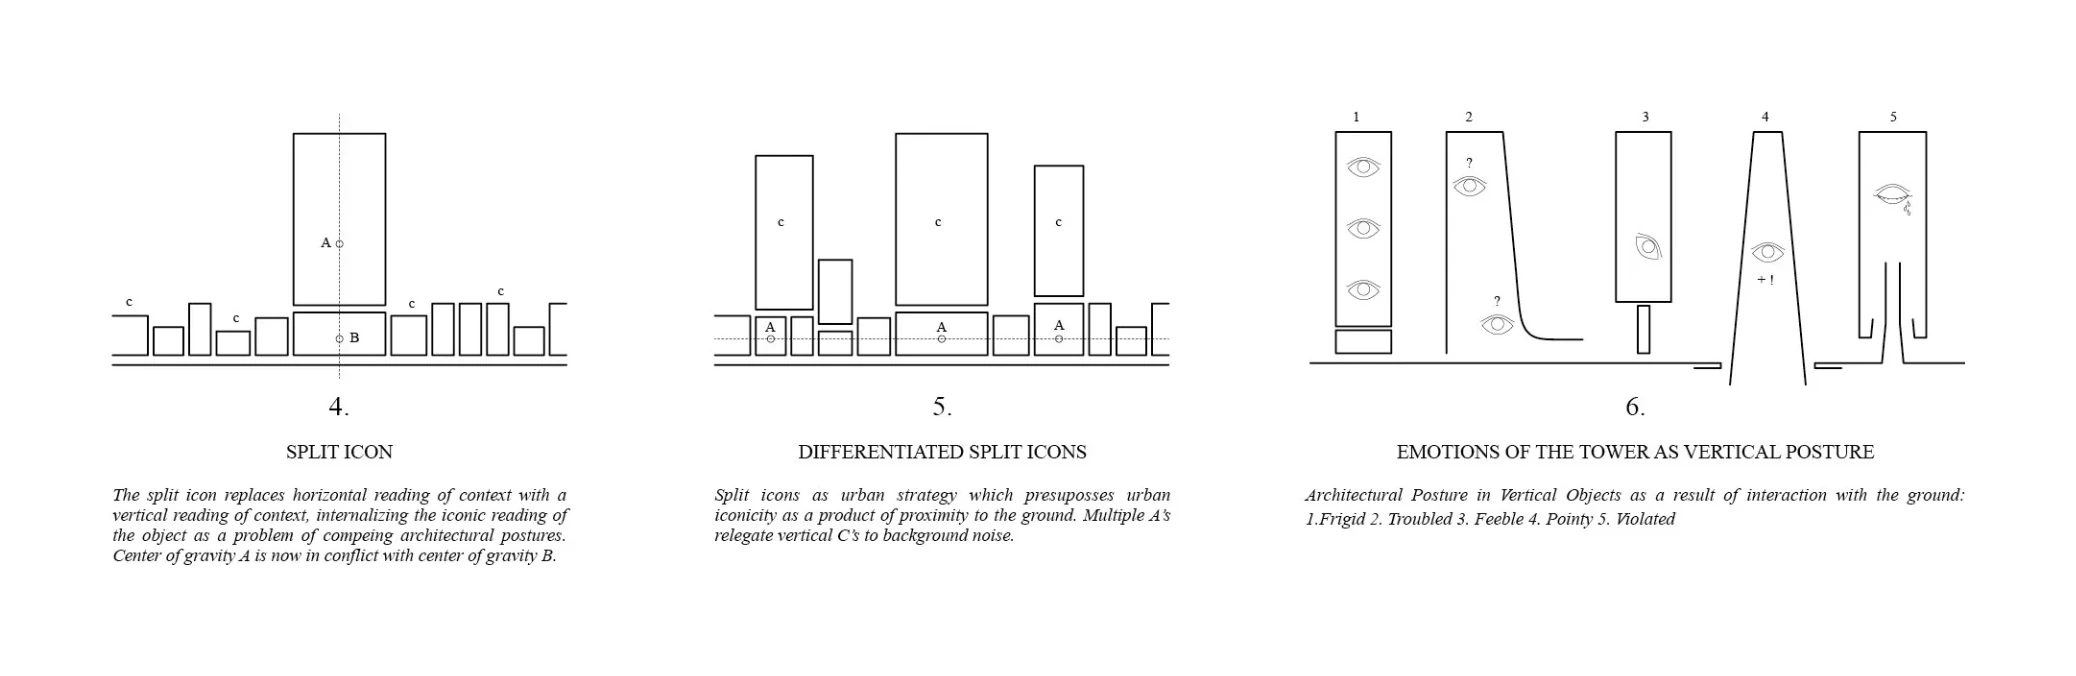 c
c
A
B
c
c
4.
SPLIT ICON
The split icon replaces horizontal reading of context with a
vertical reading of context, internalizing the iconic reading of
the object as a problem of compeing architectural postures.
Center of gravity A is now in conflict with center of gravity B.
c
c
c
A
A
A
5.
DIFFERENTIATED SPLIT ICONS
Split icons as urban strategy which presuposses urban
iconicity as a product of proximity to the ground. Multiple A's
relegate vertical C's to background noise.
1
2
3
4
5
?
?
+ !
6.
EMOTIONS OF THE TOWER AS VERTICAL POSTURE
Architectural Posture in Vertical Objects as a result of interaction with the ground:
1.Frigid 2. Troubled 3. Feeble 4. Pointy 5. Violated